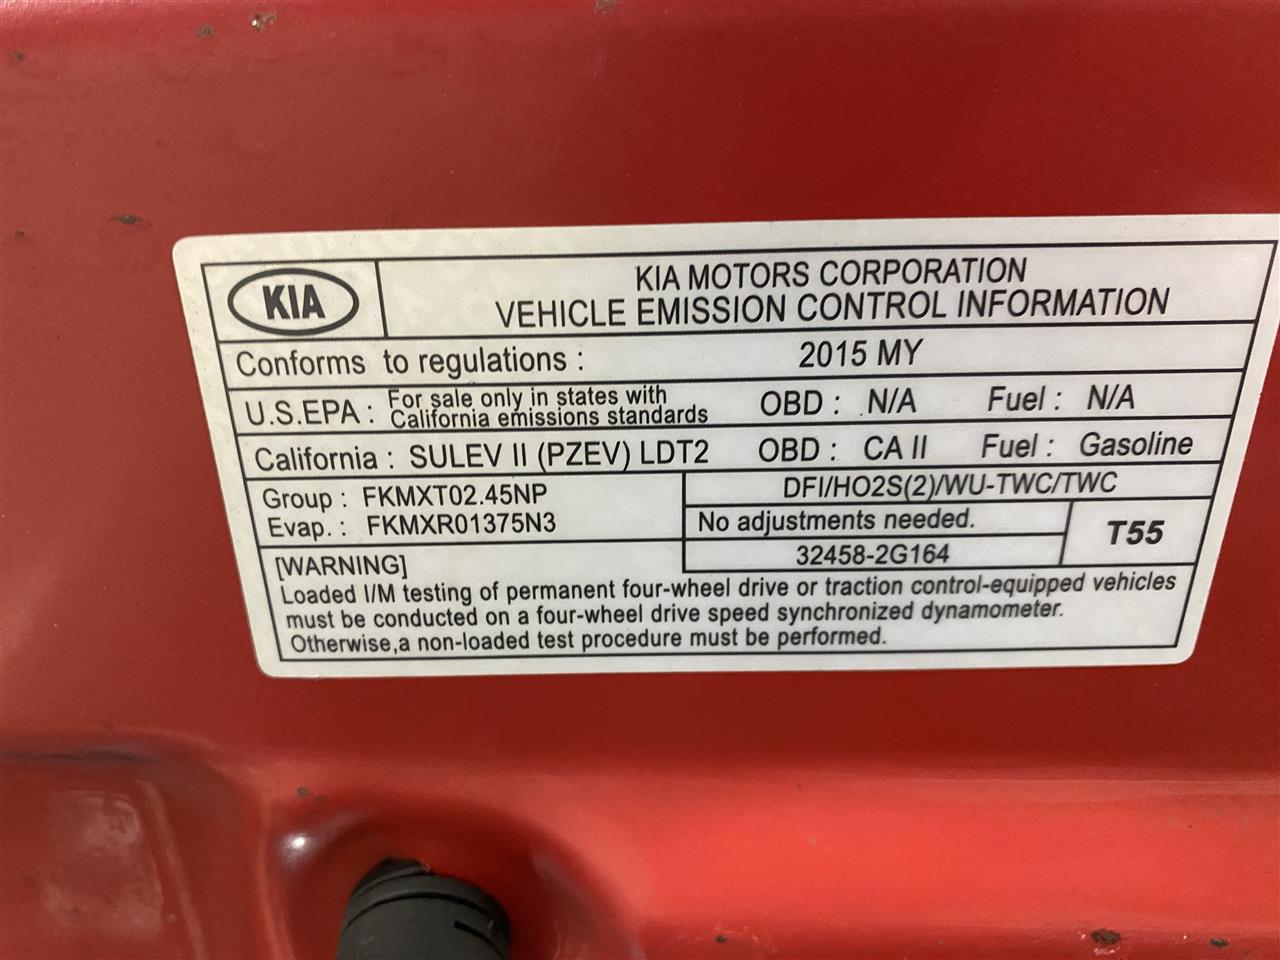 KIA
KIA MOTORS CORPORATION
VEHICLE EMISSION CONTROL INFORMATION
Conforms to regulations : 2015 MY
U.S.EPA : For sale only in states with California emissions standards OBD : N/A Fuel : N/A
California : SULEV II (PZEV) LDT2 OBD : CA II Fuel : Gasoline
Group : FKMXT02.45NP
Evap. : FKMXR01375N3
DFI/HO2S(2)/WU-TWC/TWC
No adjustments needed.
32458-2G164
T55
[WARNING]
Loaded I/M testing of permanent four-wheel drive or traction control-equipped vehicles
must be conducted on a four-wheel drive speed synchronized dynamometer.
Otherwise,a non-loaded test procedure must be performed.